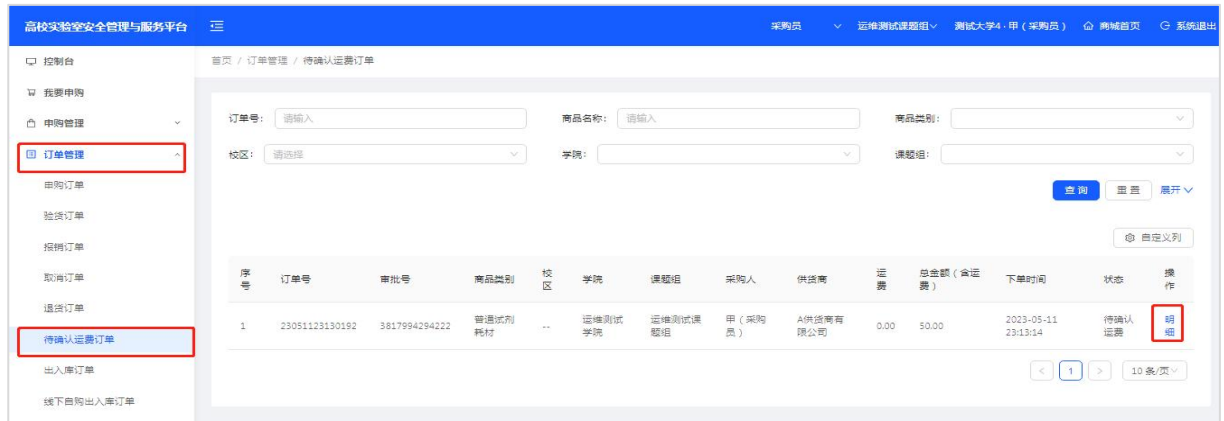 高校实验室安全管理与服务平台 采购员 运维测试课题组 测试大学4·甲（采购员） 商城首页 系统退出
控制台
首页 / 订单管理 / 待确认运费订单
我要申购
申购管理
订单号： 请输入 商品名称： 请输入 商品类别：
订单管理
校区： 请选择 学院： 课题组：
申购订单
查询 重置 展开
验货订单
报销订单
自定义列
取消订单
序号 订单号 审批号 商品类别 校区 学院 课题组 采购人 供货商 运费 总金额（含运费） 下单时间 状态 操作
退货订单
1 23051123130192 3817994294222 普通试剂耗材 -- 运维测试学院 运维测试课题组 甲（采购员） A供货商有限公司 0.00 50.00 2023-05-11 23:13:14 待确认运费 明细
待确认运费订单
出入库订单
< 1 > 10 条/页
线下自购出入库订单